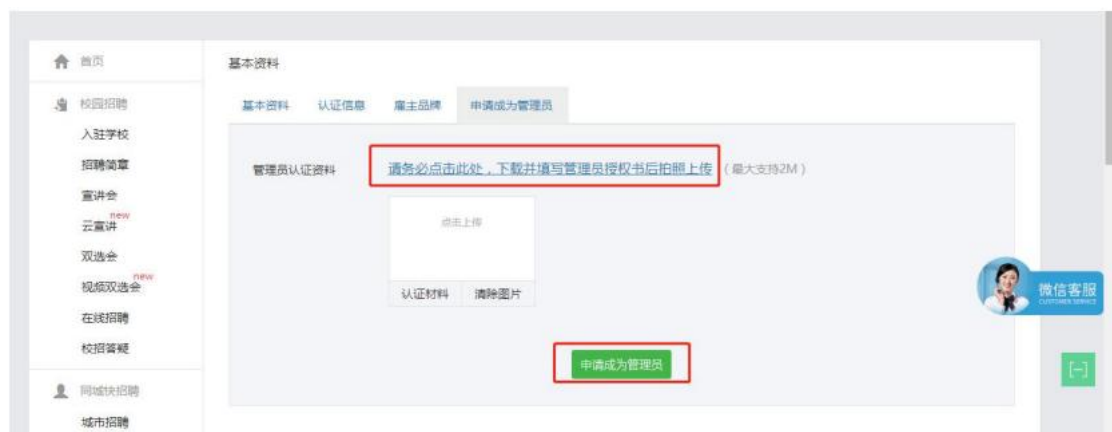 首页
基本资料
校园招聘
基本资料 认证信息 雇主品牌 申请成为管理员
入驻学校
招聘简章
管理员认证资料 请务必点击此处，下载并填写管理员授权书后拍照上传 （最大支持2M）
宣讲会
云宣讲 new
点击上传
双选会
视频双选会 new
认证材料 清除图片
微信客服
CUSTOMER SERVICE
在线招聘
校招答疑
申请成为管理员
[-]
同城快招聘
城市招聘